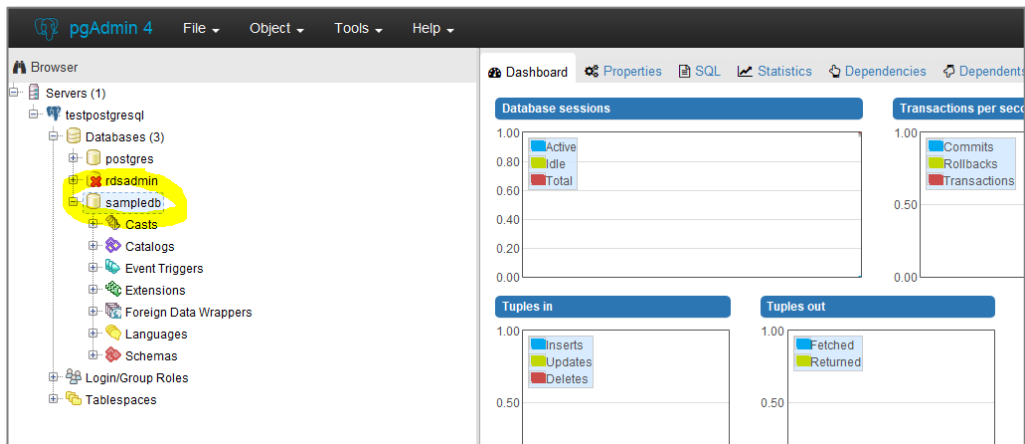 pgAdmin 4 File Object Tools Help
Browser
Servers (1)
testpostgresql
Databases (3)
postgres
rdsadmin
sampledb
Casts
Catalogs
Event Triggers
Extensions
Foreign Data Wrappers
Languages
Schemas
Login/Group Roles
Tablespaces
Dashboard Properties SQL Statistics Dependencies Dependents
Database sessions
1.00
0.80
0.60
0.40
0.20
0.00
Active
Idle
Total
Transactions per seco
1.00
0.50
0.00
Commits
Rollbacks
Transactions
Tuples in
1.00
0.50
Inserts
Updates
Deletes
Tuples out
1.00
0.50
Fetched
Returned